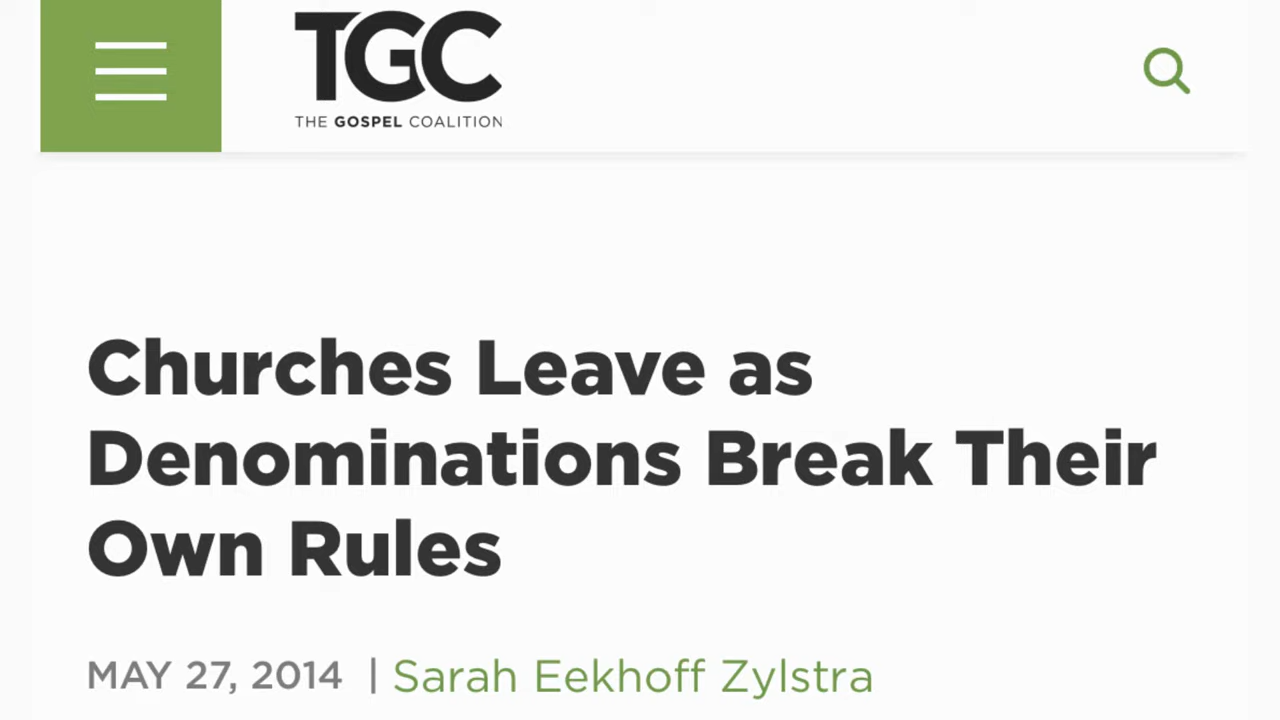 TGC
THE GOSPEL COALITION
Churches Leave as
Denominations Break Their
Own Rules
MAY 27, 2014 | Sarah Eekhoff Zylstra